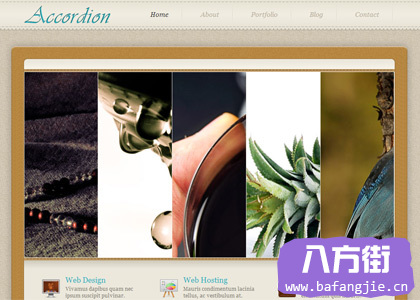 Accordion
Home About Portfolio Blog Contact
Web Design
Vivamus dapibus quam nec
ipsum suscipit pulvinar.
Web Hosting
Mauris condimentum lacinia
tellus, ac vestibulum at.
八方街
www.bafangjie.cn